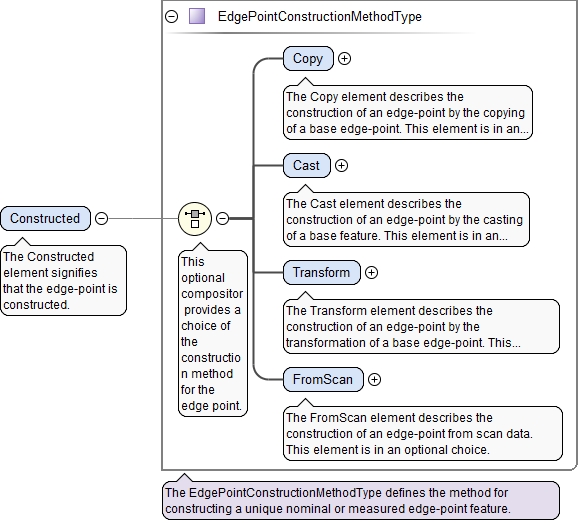 EdgePointConstructionMethodType
Copy
The Copy element describes the
construction of an edge-point by the copying
of a base edge-point. This element is in an...
Cast
The Cast element describes the
construction of an edge-point by the casting
of a base feature. This element is in an...
Constructed
The Constructed
element signifies
that the edge-point is
constructed.
This
optional
compositor
provides a
choice of
the
constructio
n method
for the
edge point.
Transform
The Transform element describes the
construction of an edge-point by the
transformation of a base edge-point. This...
FromScan
The FromScan element describes the
construction of an edge-point from scan data.
This element is in an optional choice.
The EdgePointConstructionMethodType defines the method for
constructing a unique nominal or measured edge-point feature.